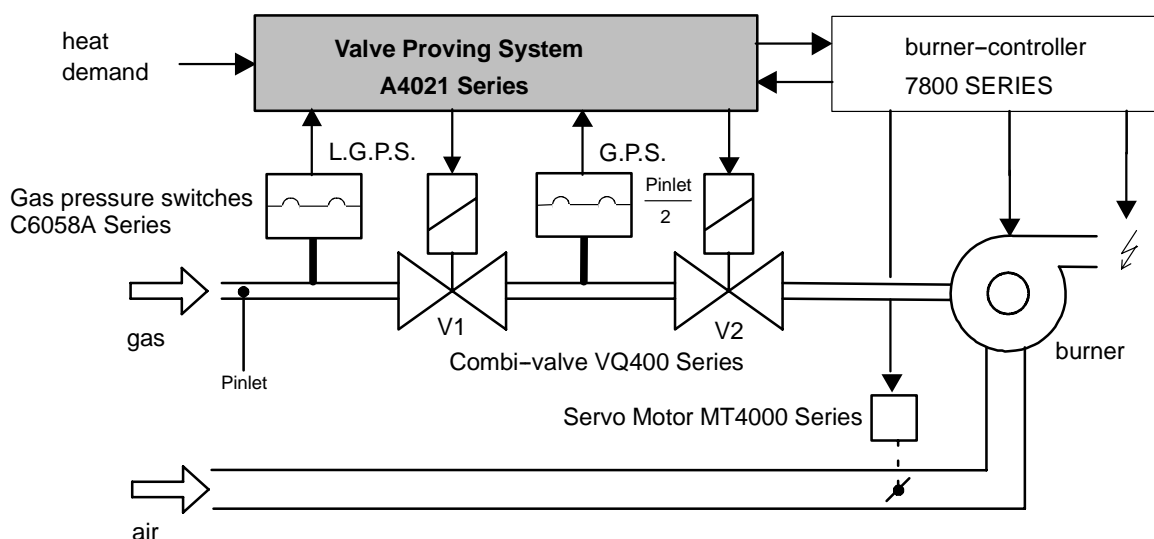 heat
demand
Valve Proving System
A4021 Series
burner−controller
7800 SERIES
L.G.P.S.
G.P.S.
Gas pressure switches
C6058A Series
Pinlet
2
gas
V1
V2
Combi−valve VQ400 Series
burner
Pinlet
Servo Motor MT4000 Series
air